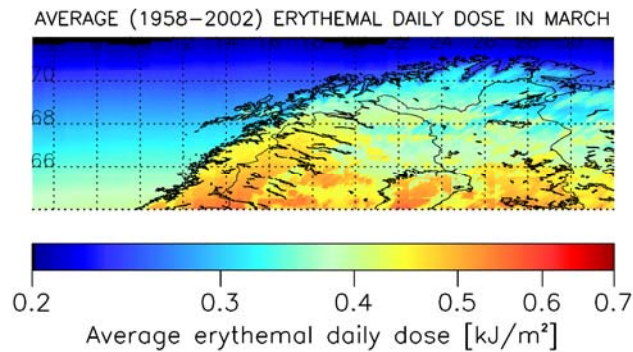 AVERAGE (1958-2002) ERYTHEMAL DAILY DOSE IN MARCH
70
68
66
0.2 0.3 0.4 0.5 0.6 0.7
Average erythemal daily dose [kJ/m²]